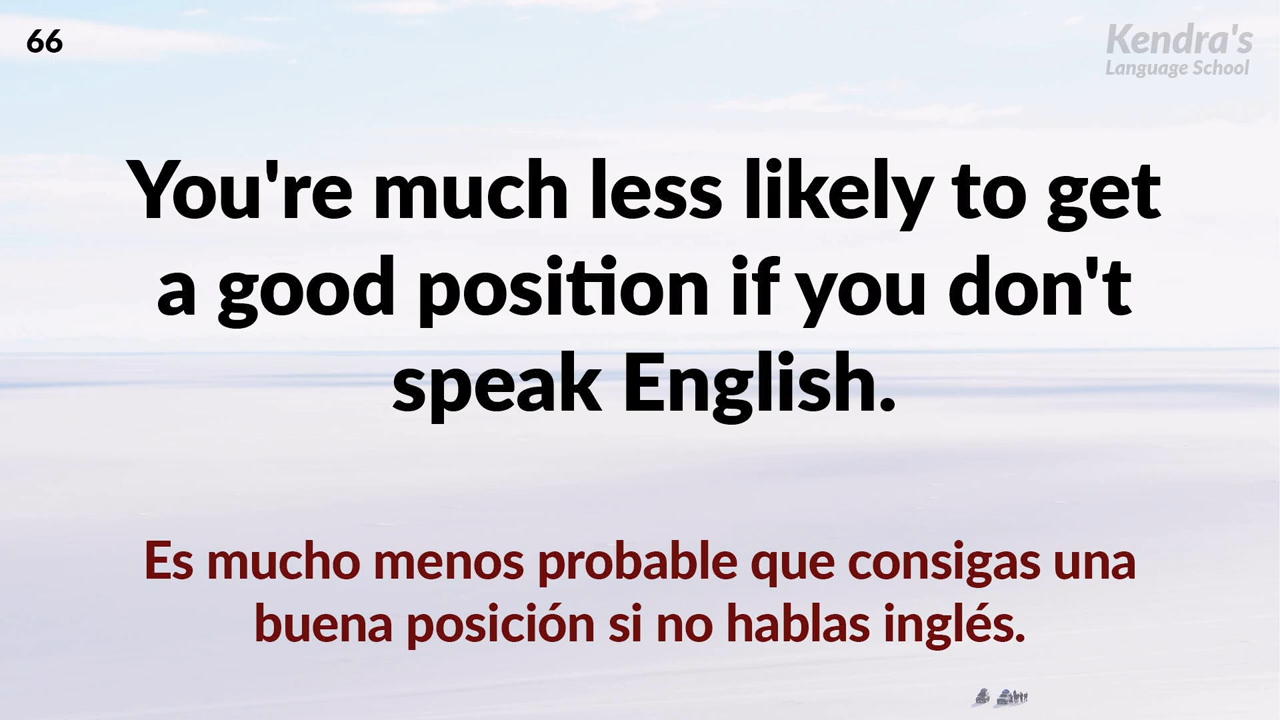 66
Kendra's
Language School
You're much less likely to get
a good position if you don't
speak English.
Es mucho menos probable que consigas una
buena posición si no hablas inglés.